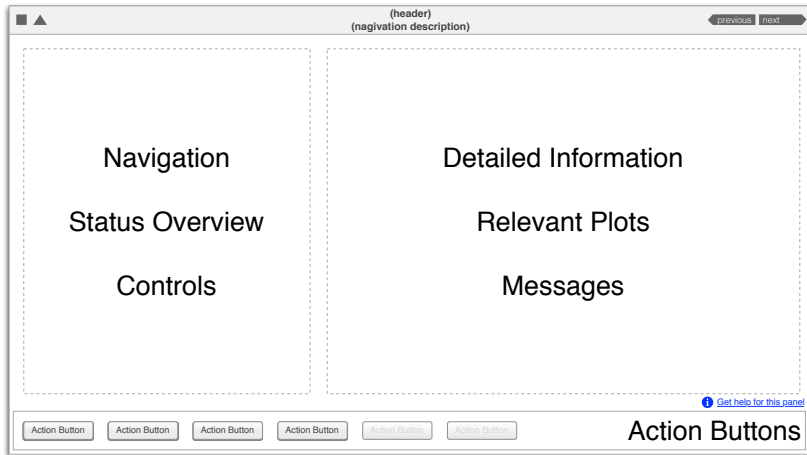 (header)
(nagivation description)
previous next
Navigation
Status Overview
Controls
Detailed Information
Relevant Plots
Messages
i Get help for this panel
Action Button Action Button Action Button Action Button Action Button Action Button Action Buttons